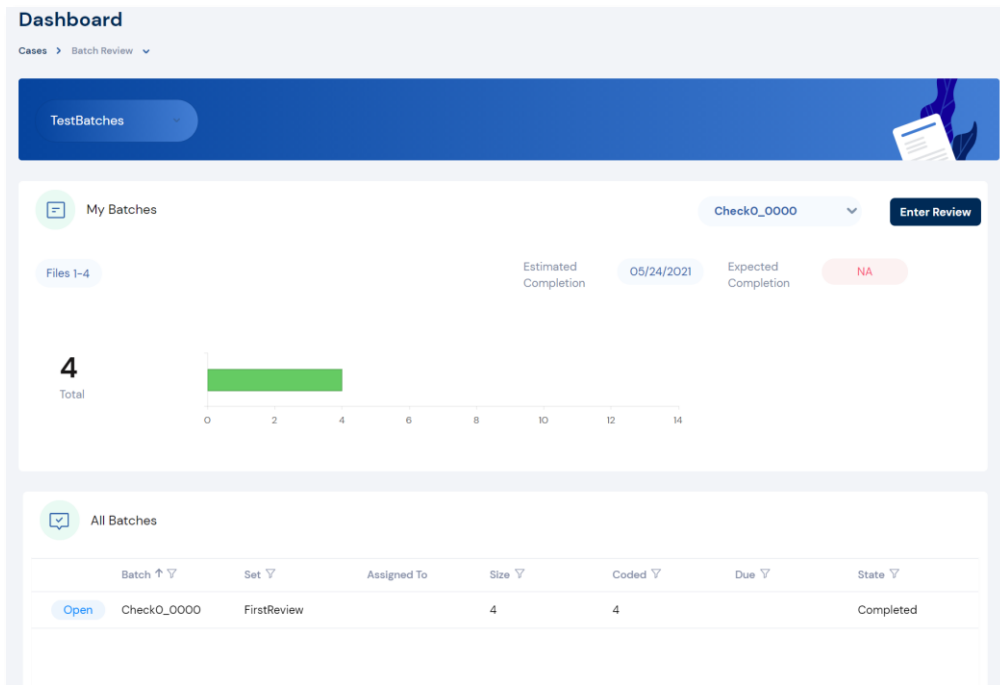 Dashboard
Cases > Batch Review
TestBatches
My Batches
Check0_0000
Enter Review
Files 1-4
Estimated
Completion
05/24/2021
Expected
Completion
NA
4
Total
0 2 4 6 8 10 12 14
All Batches
Batch Set Assigned To Size Coded Due State
Open Check0_0000 FirstReview 4 4 Completed